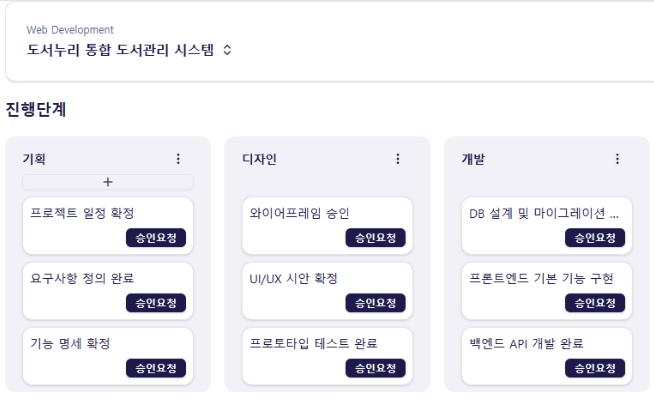 Web Development
도서누리 통합 도서관리 시스템
진행단계
기획
+
프로젝트 일정 확정
승인요청
요구사항 정의 완료
승인요청
기능 명세 확정
승인요청
디자인
와이어프레임 승인
승인요청
UI/UX 시안 확정
승인요청
프로토타입 테스트 완료
승인요청
개발
DB 설계 및 마이그레이션 ...
승인요청
프론트엔드 기본 기능 구현
승인요청
백엔드 API 개발 완료
승인요청